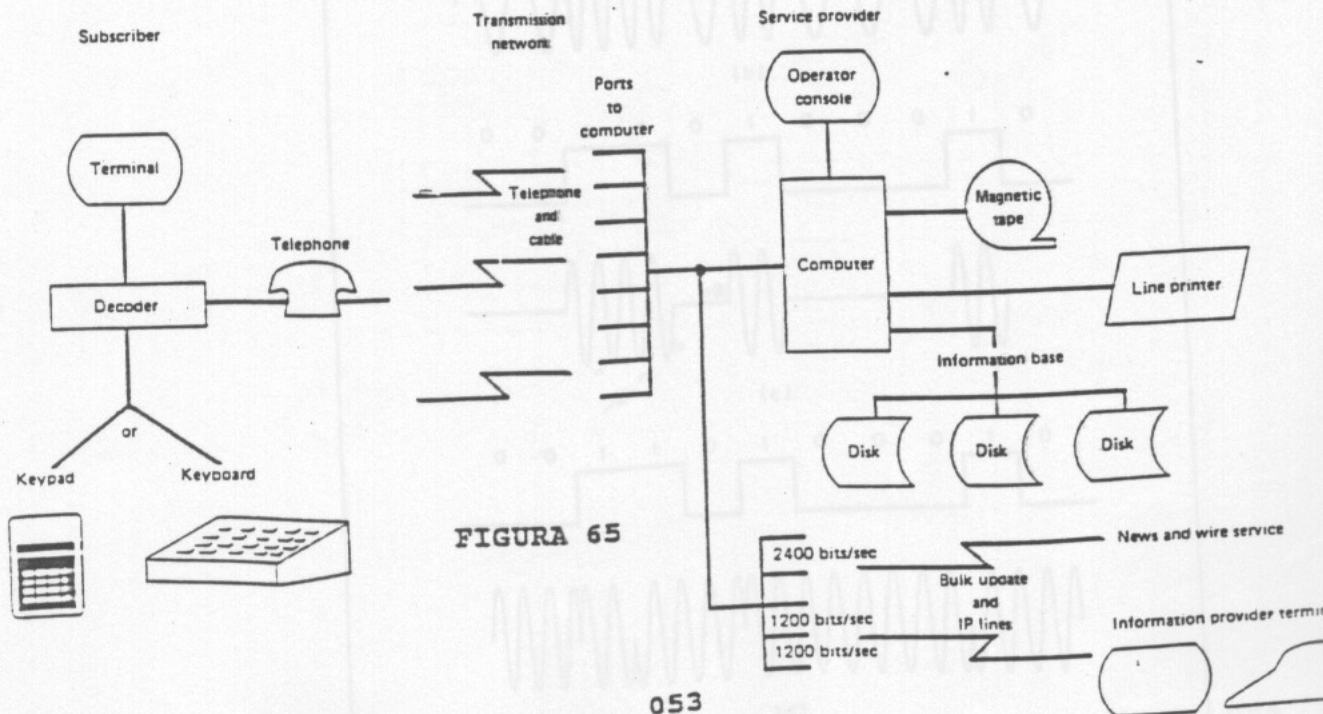 Subscriber
Transmission
network
Service provider
Operator
console
Ports
to
computer
Terminal
Telephone
and
cable
Magnetic
tape
Telephone
Computer
Line printer
Decoder
Information base
or
Disk
Disk
Disk
Keypad
Keyboard
FIGURA 65
2400 bits/sec
News and wire service
Bulk update
and
IP lines
1200 bits/sec
1200 bits/sec
Information provider termi
053